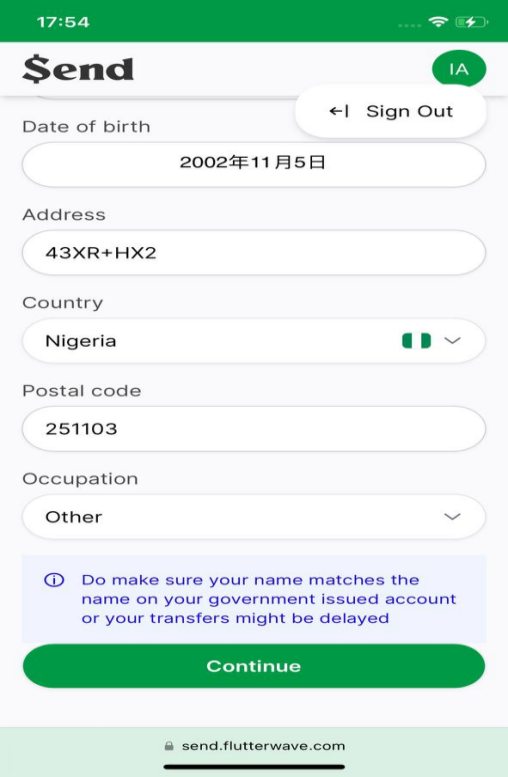 17:54
$end
IA
Sign Out
Date of birth
2002年11月5日
Address
43XR+HX2
Country
Nigeria
Postal code
251103
Occupation
Other
Do make sure your name matches the
name on your government issued account
or your transfers might be delayed
Continue
send.flutterwave.com